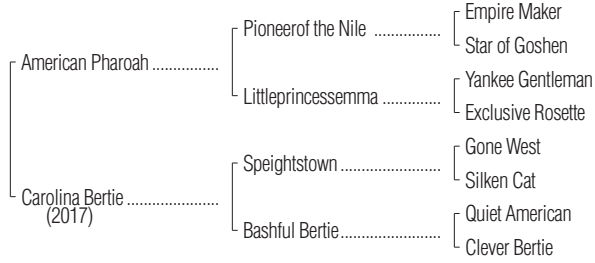 Empire Maker
Pioneerof the Nile ................
Star of Goshen
American Pharoah ................
Yankee Gentleman
Littleprincessemma ..............
Exclusive Rosette
Gone West
Speightstown ........................
Silken Cat
Carolina Bertie ......................
(2017)
Quiet American
Bashful Bertie........................
Clever Bertie